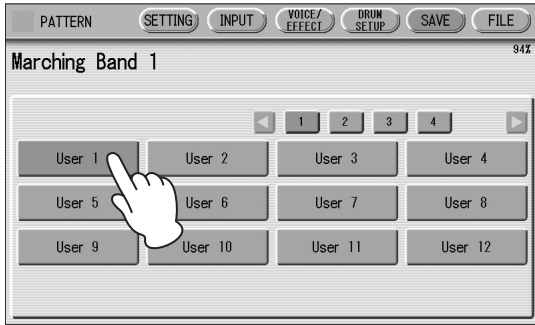 PATTERN SETTING INPUT VOICE/ EFFECT DRUM SETUP SAVE FILE
94%
Marching Band 1
1 2 3 4
User 1 User 2 User 3 User 4
User 5 User 6 User 7 User 8
User 9 User 10 User 11 User 12